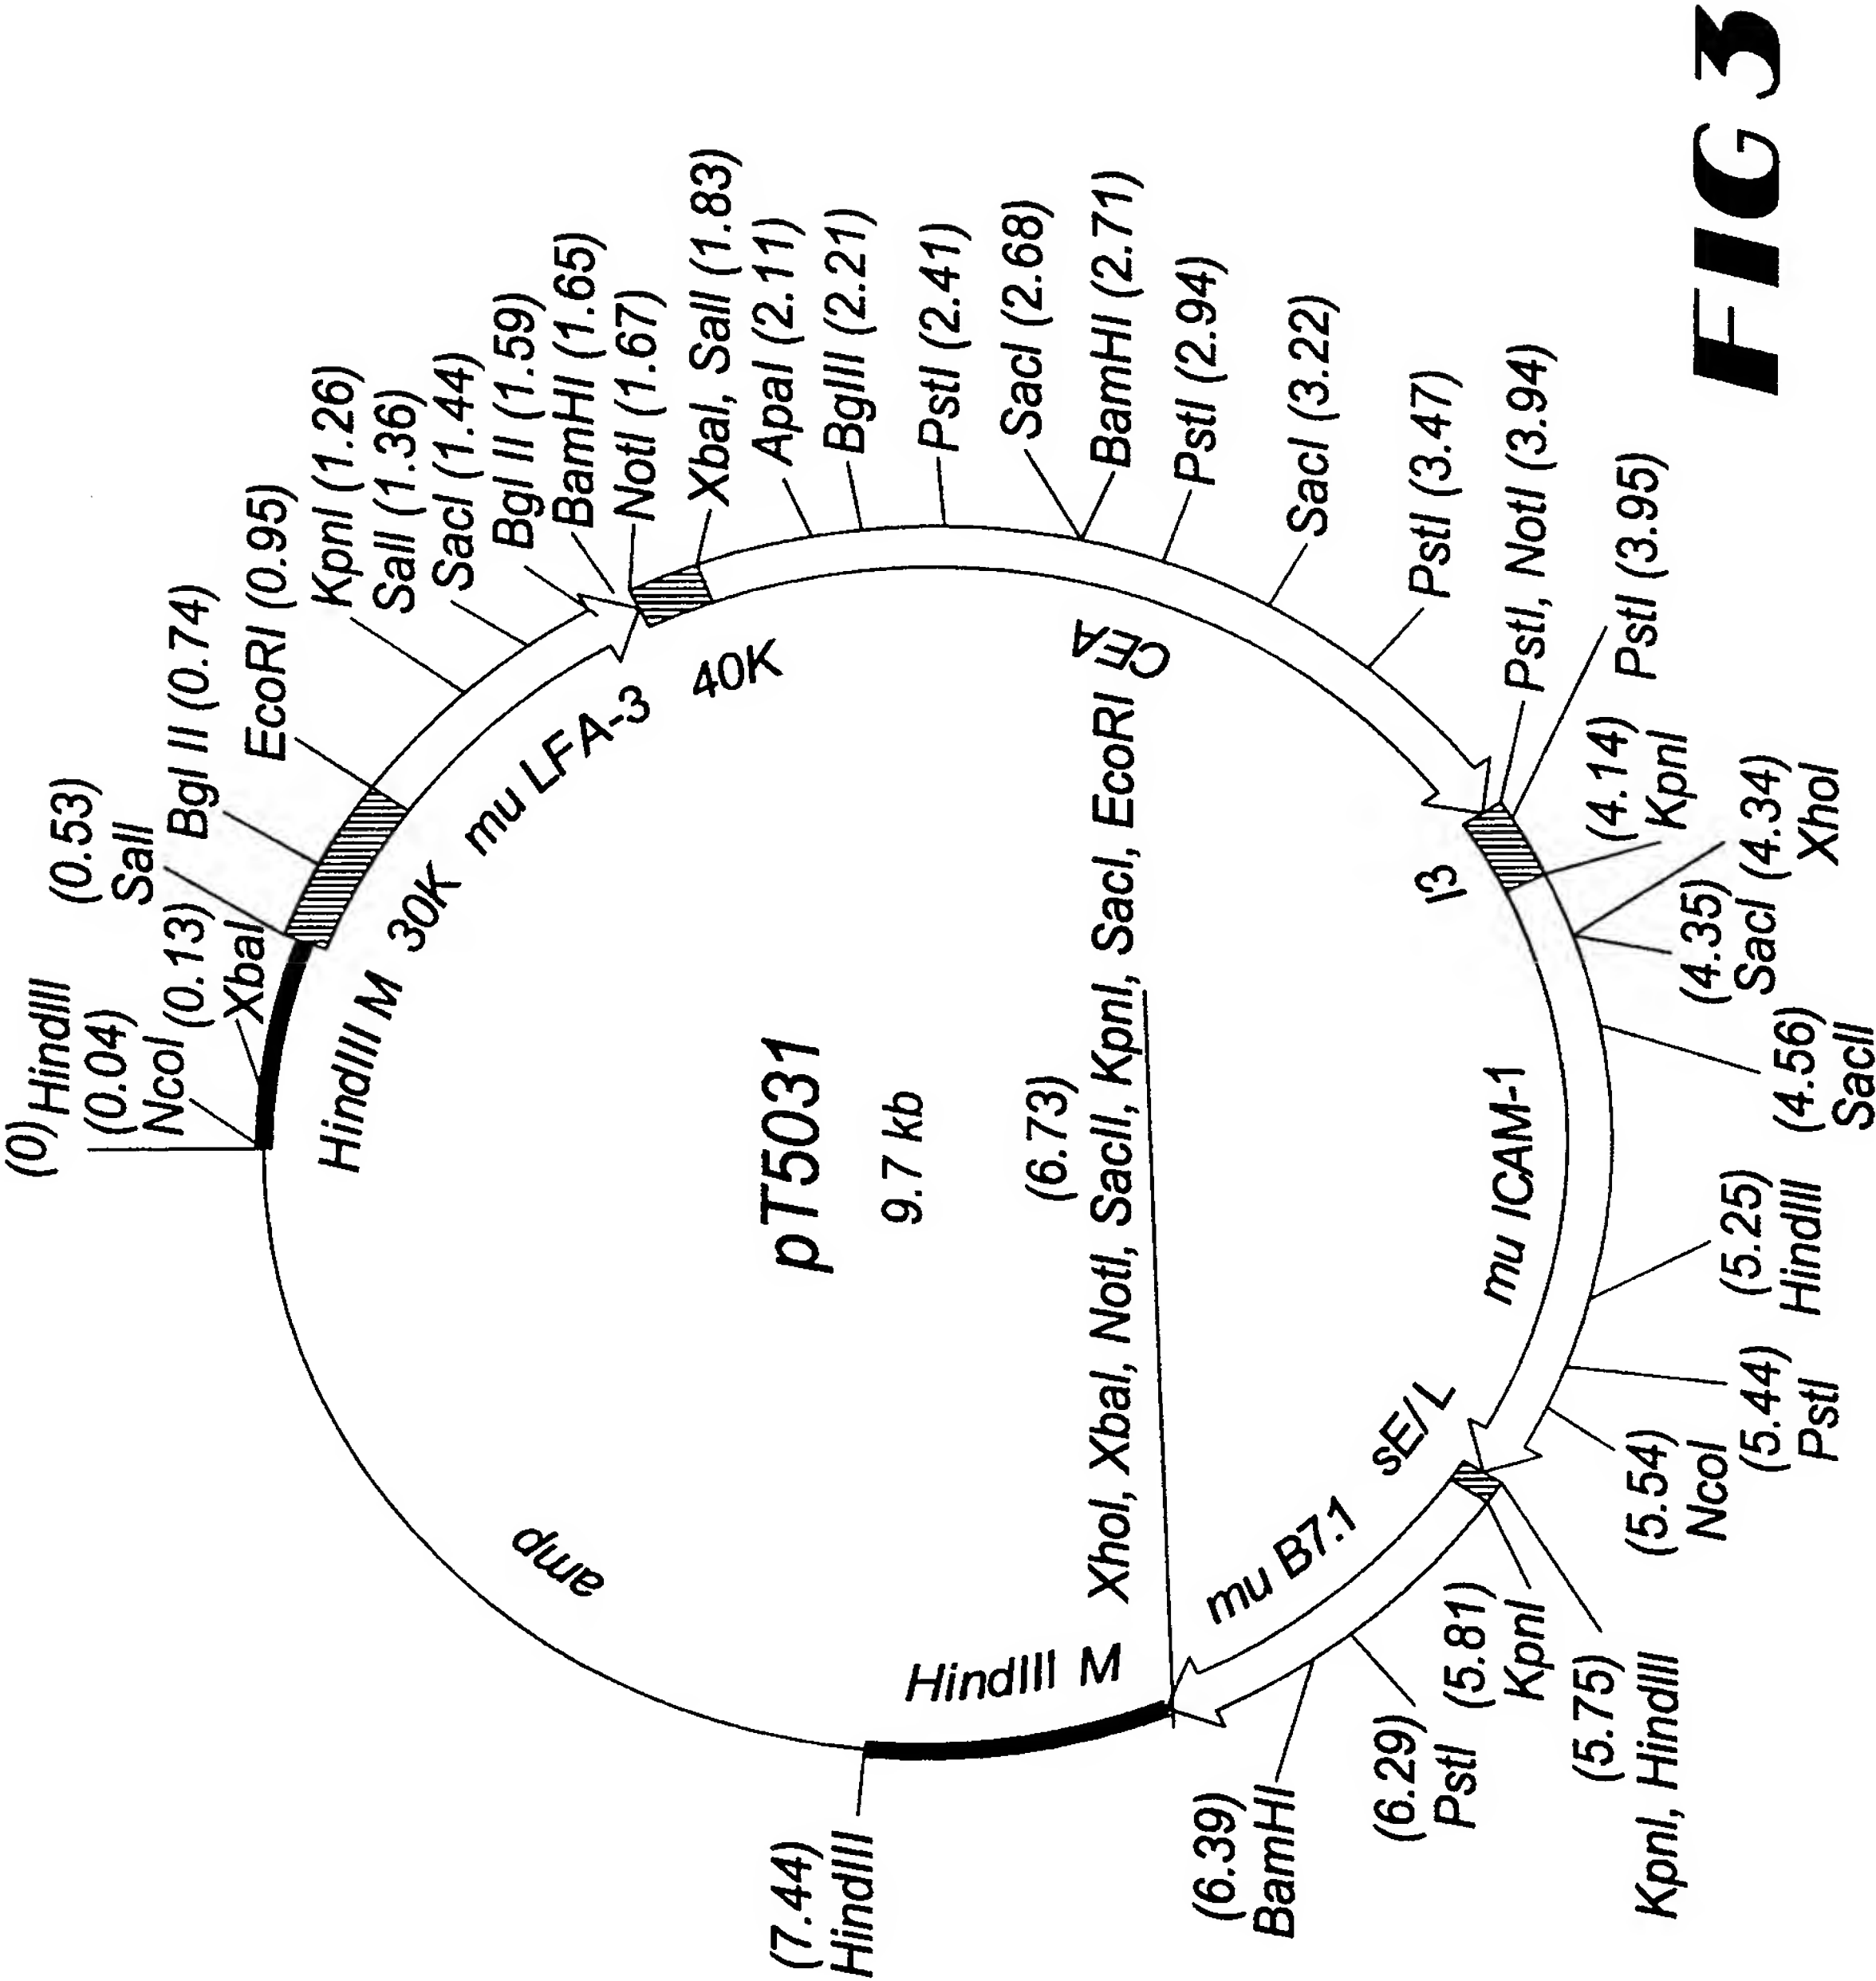 (0) HindIII
(0.04)
NcoI
(0.13)
XbaI
(0.53)
SalI
Bgl II (0.74)
EcoRI (0.95)
KpnI (1.26)
SalI (1.36)
SacI (1.44)
Bgl II (1.59)
BamHI (1.65)
NotI (1.67)
XbaI, SalI (1.83)
ApaI (2.11)
BglII (2.21)
PstI (2.41)
SacI (2.68)
BamHI (2.71)
PstI (2.94)
SacI (3.22)
PstI (3.47)
PstI, NotI (3.94)
PstI (3.95)
(4.14)
KpnI
(4.34)
XhoI
(4.35)
SacI
(4.56)
SacII
(5.25)
HindIII
(5.44)
PstI
(5.54)
NcoI
(5.75)
KpnI, HindIII
(5.81)
KpnI
(6.29)
PstI
(6.39)
BamHI
(7.44)
HindIII
HindIII M
30K
mu LFA-3
40K
CEA
I3
mu ICAM-1
sE/L
mu B7.1
HindIII M
amp
pT5031
9.7 kb
(6.73)
XhoI, XbaI, NotI, SacII, KpnI, SacI, EcoRI
FIG 3